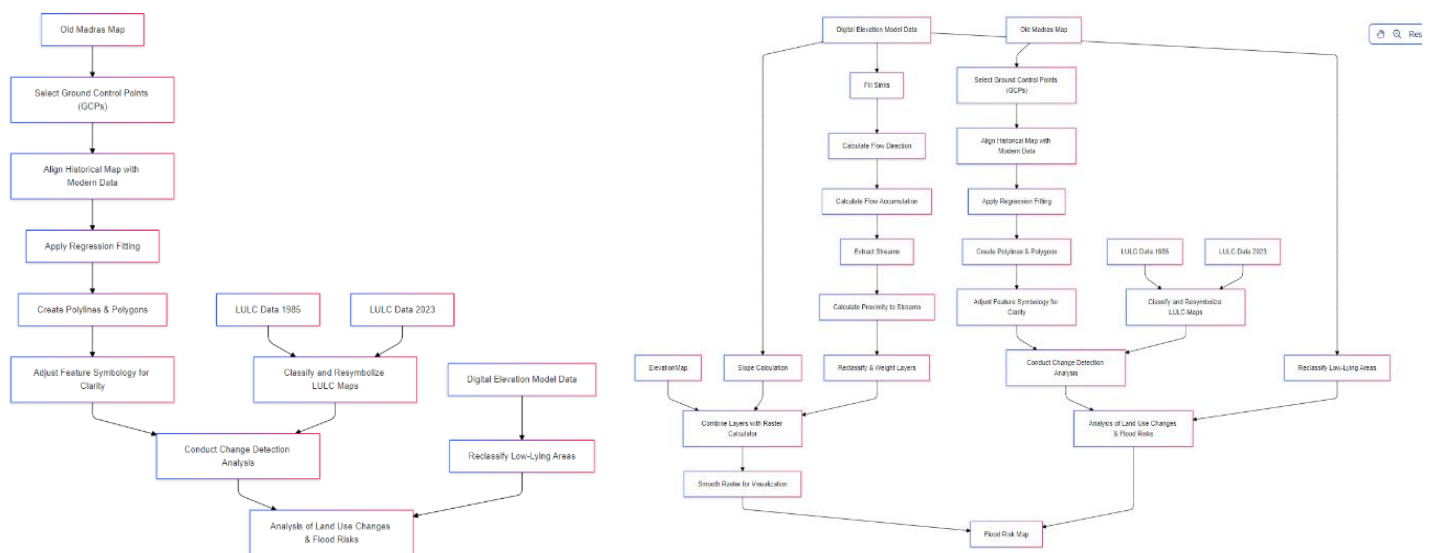 Old Madras Map
Select Ground Control Points
(GCPs)
Align Historical Map with
Modern Data
Apply Regression Fitting
Create Polylines & Polygons
LULC Data 1985
LULC Data 2023
Adjust Feature Symbology for
Clarity
Classify and Resymbolize
LULC Maps
Digital Elevation Model Data
Conduct Change Detection
Analysis
Reclassify Low-Lying Areas
Analysis of Land Use Changes
& Flood Risks
Digital Elevation Model Data
Old Madras Map
Res
Fill Sinks
Select Ground Control Points
(GCPs)
Calculate Flow Direction
Align Historical Map with
Modern Data
Calculate Flow Accumulation
Apply Regression Fitting
Extract Streams
Create Polylines & Polygons
LULC Data 1985
LULC Data 2023
Calculate Proximity to Streams
Adjust Feature Symbology for
Clarity
Classify and Resymbolize
LULC Maps
ElevationMap
Slope Calculation
Reclassify & Weight Layers
Conduct Change Detection
Analysis
Reclassify Low-Lying Areas
Combine Layers with Raster
Calculator
Analysis of Land Use Changes
& Flood Risks
Smooth Raster for Visualization
Flood Risk Map